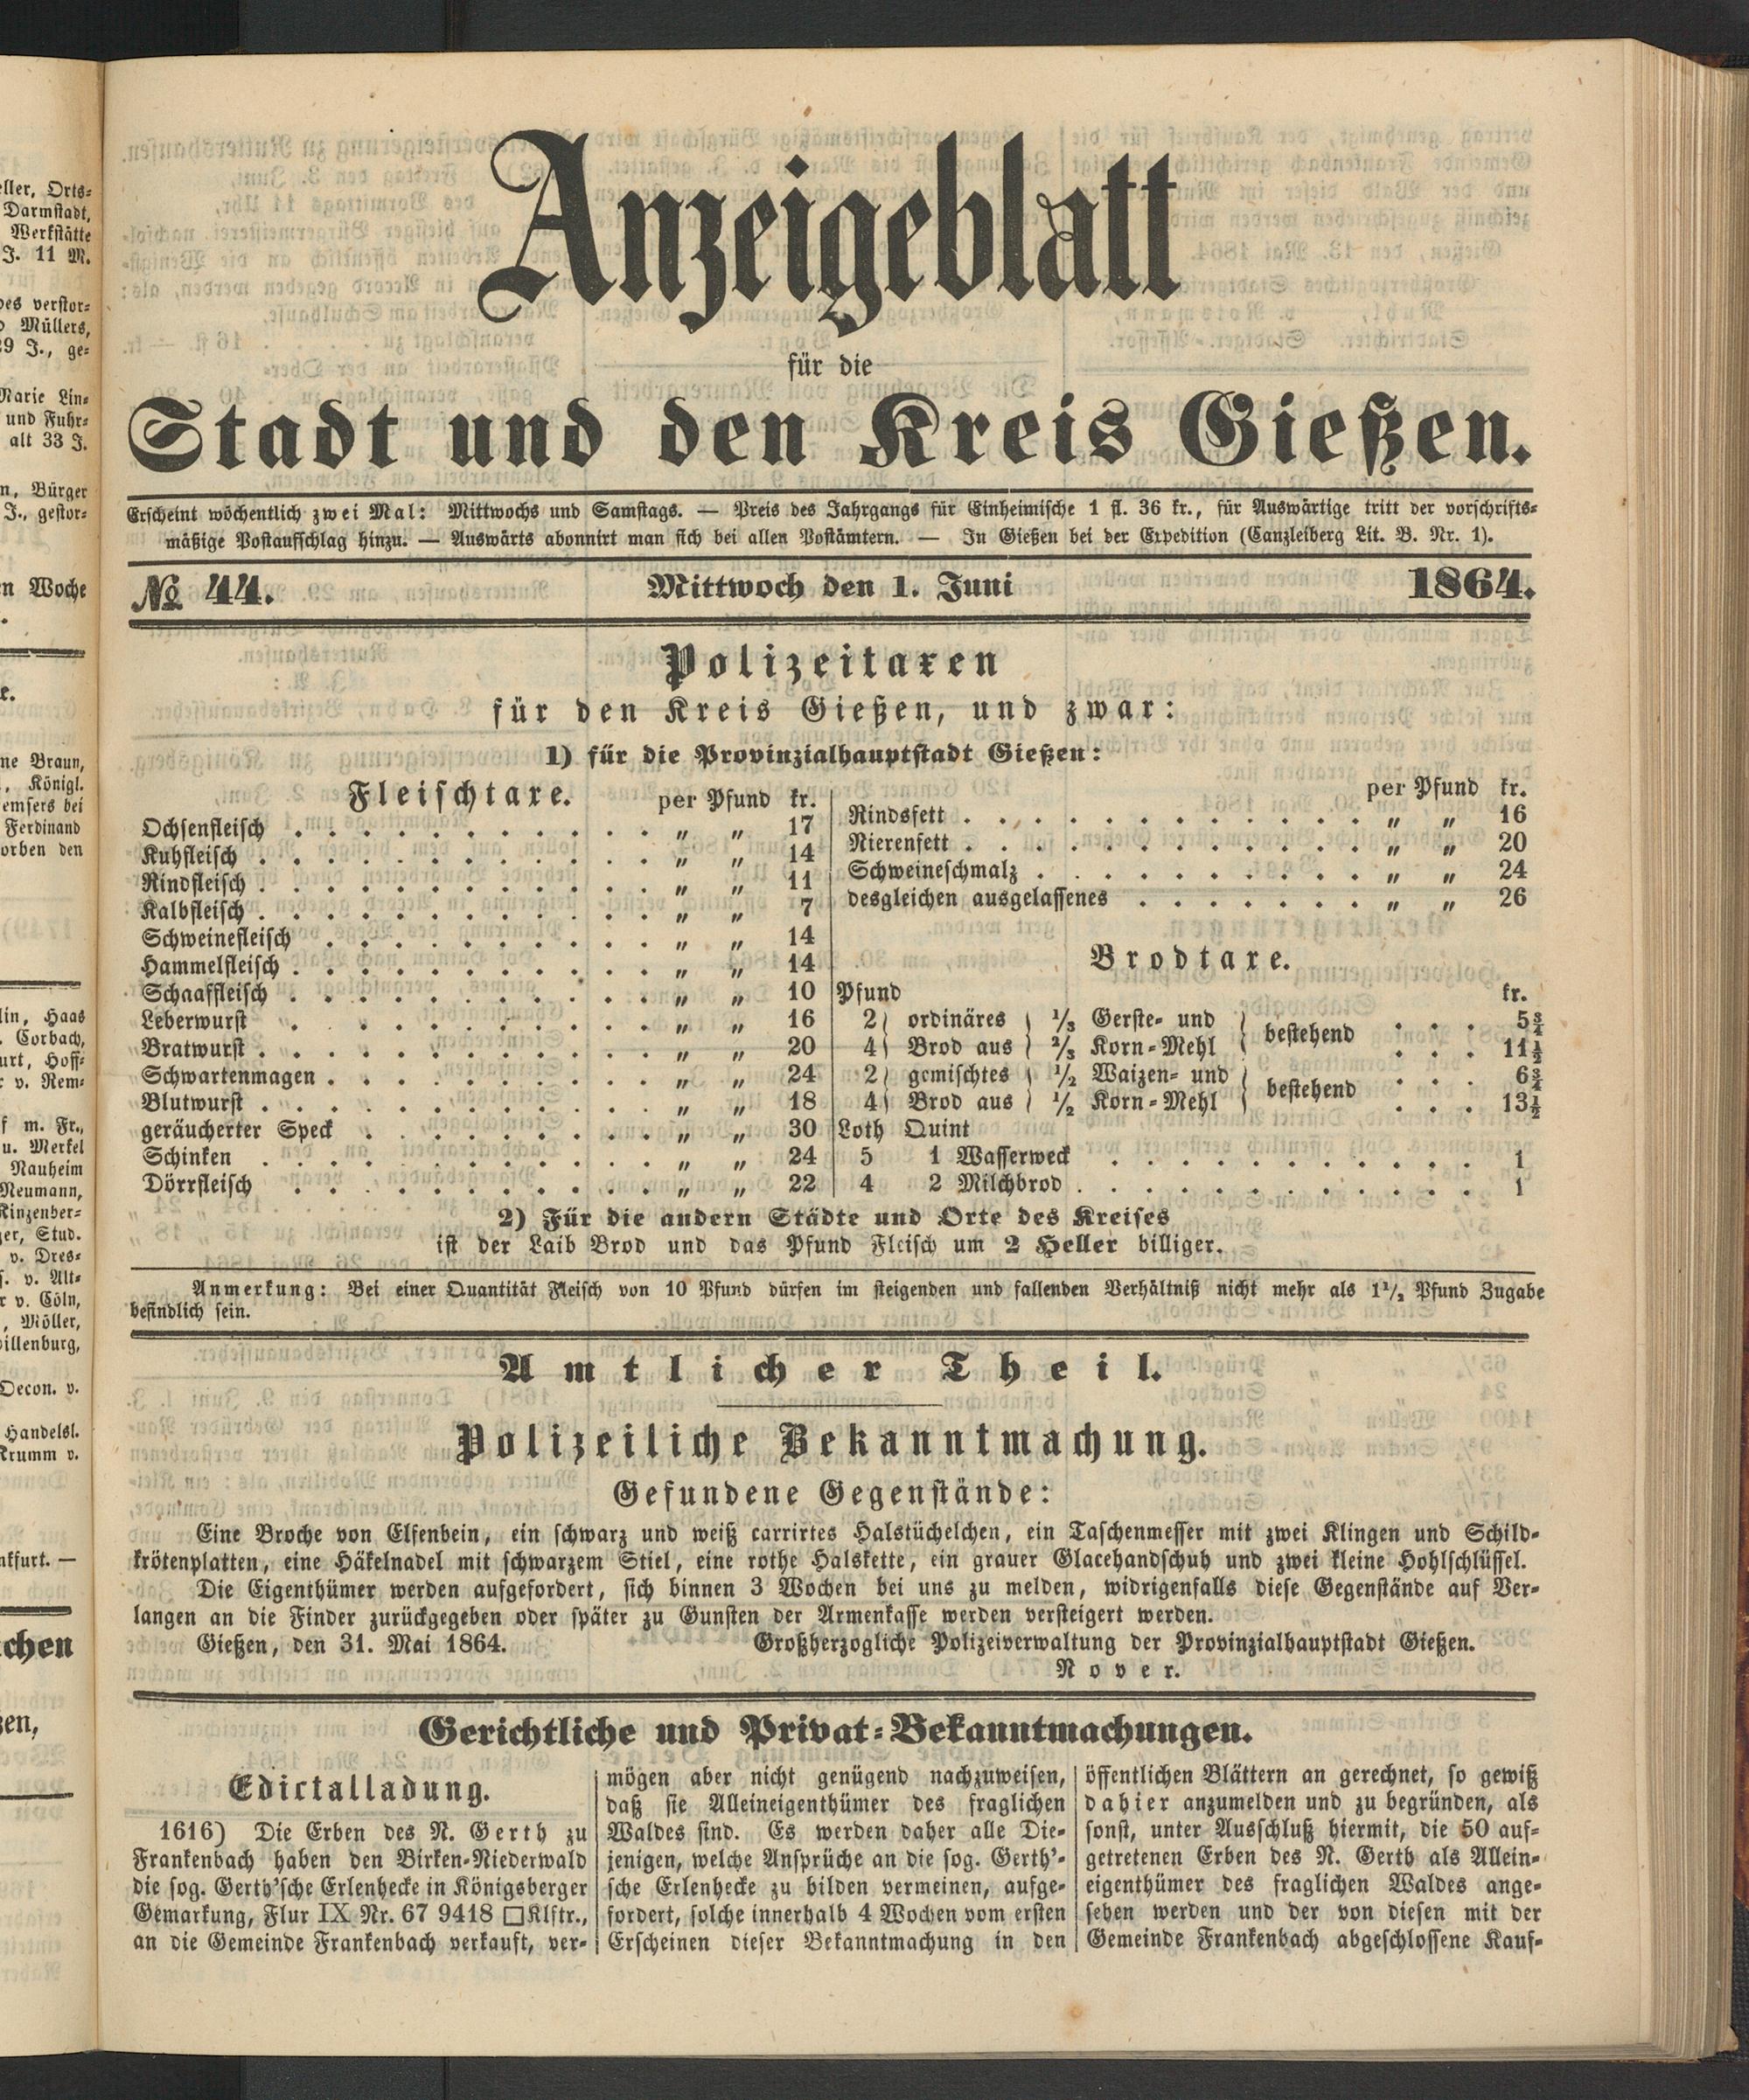 Anzeigeblatt
für die
Stadt und den Kreis Gießen.
Erscheint wöchentlich zwei Mal: Mittwochs und Samstags. — Preis des Jahrgangs für Einheimische 1 fl. 36 kr., für Auswärtige tritt der vorschrifts-
mäßige Postaufschlag hinzu. — Auswärts abonnirt man sich bei allen Postämtern. — In Gießen bei der Expedition (Canzleiberg Lit. B. Nr. 1).
№ 44. Mittwoch den 1. Juni 1864.
Polizeitaxen
für den Kreis Gießen, und zwar:
1) für die Provinzialhauptstadt Gießen:
Fleischtaxe. per Pfund kr.
Ochsenfleisch . . . „ „ 17
Kuhfleisch . . . „ „ 14
Rindfleisch . . . „ „ 11
Kalbfleisch . . . „ „ 7
Schweinefleisch . . . „ „ 14
Hammelfleisch . . . „ „ 14
Schaaffleisch . . . „ „ 10
Leberwurst . . . „ „ 16
Bratwurst . . . „ „ 20
Schwartenmagen . . . „ „ 24
Blutwurst . . . „ „ 18
geräucherter Speck . . . „ „ 30
Schinken . . . „ „ 24
Dörrfleisch . . . „ „ 22
per Pfund kr.
Rindsfett . . . „ „ 16
Nierenfett . . . „ „ 20
Schweineschmalz . . . „ „ 24
desgleichen ausgelassenes . . . „ „ 26
Brodtaxe.
Pfund kr.
2 ordinäres ⅓ Gerste- und bestehend . . . 5¾
4 Brod aus ⅔ Korn-Mehl . . . 11½
2 gemischtes ½ Waizen- und bestehend . . . 6¾
4 Brod aus ½ Korn-Mehl . . . 13½
Loth Quint
5 1 Wasserweck . . . 1
4 2 Milchbrod . . . 1
2) Für die andern Städte und Orte des Kreises
ist der Laib Brod und das Pfund Fleisch um 2 Heller billiger.
Anmerkung: Bei einer Quantität Fleisch von 10 Pfund dürfen im steigenden und fallenden Verhältniß nicht mehr als 1½ Pfund Zugabe
befindlich sein.
Amtlicher Theil.
Polizeiliche Bekanntmachung.
Gefundene Gegenstände:
Eine Broche von Elfenbein, ein schwarz und weiß carrirtes Halstüchelchen, ein Taschenmesser mit zwei Klingen und Schild-
krötenplatten, eine Häkelnadel mit schwarzem Stiel, eine rothe Halskette, ein grauer Glacehandschuh und zwei kleine Hohlschlüssel.
Die Eigenthümer werden aufgefordert, sich binnen 3 Wochen bei uns zu melden, widrigenfalls diese Gegenstände auf Ver-
langen an die Finder zurückgegeben oder später zu Gunsten der Armenkasse werden versteigert werden.
Gießen, den 31. Mai 1864. Großherzogliche Polizeiverwaltung der Provinzialhauptstadt Gießen.
Nover.
Gerichtliche und Privat-Bekanntmachungen.
Edictalladung.
1616) Die Erben des N. Gerth zu
Frankenbach haben den Birken-Niederwald
die sog. Gerth'sche Erlenhecke in Königsberger
Gemarkung, Flur IX Nr. 67 9418 □Klftr.,
an die Gemeinde Frankenbach verkauft, ver-
mögen aber nicht genügend nachzuweisen,
daß sie Alleineigenthümer des fraglichen
Waldes sind. Es werden daher alle Die-
jenigen, welche Ansprüche an die sog. Gerth'-
sche Erlenhecke zu bilden vermeinen, aufge-
fordert, solche innerhalb 4 Wochen vom ersten
Erscheinen dieser Bekanntmachung in den
öffentlichen Blättern an gerechnet, so gewiß
dahier anzumelden und zu begründen, als
sonst, unter Ausschluß hiermit, die 50 auf-
getretenen Erben des N. Gerth als Allein-
eigenthümer des fraglichen Waldes ange-
sehen werden und der von diesen mit der
Gemeinde Frankenbach abgeschlossene Kauf-